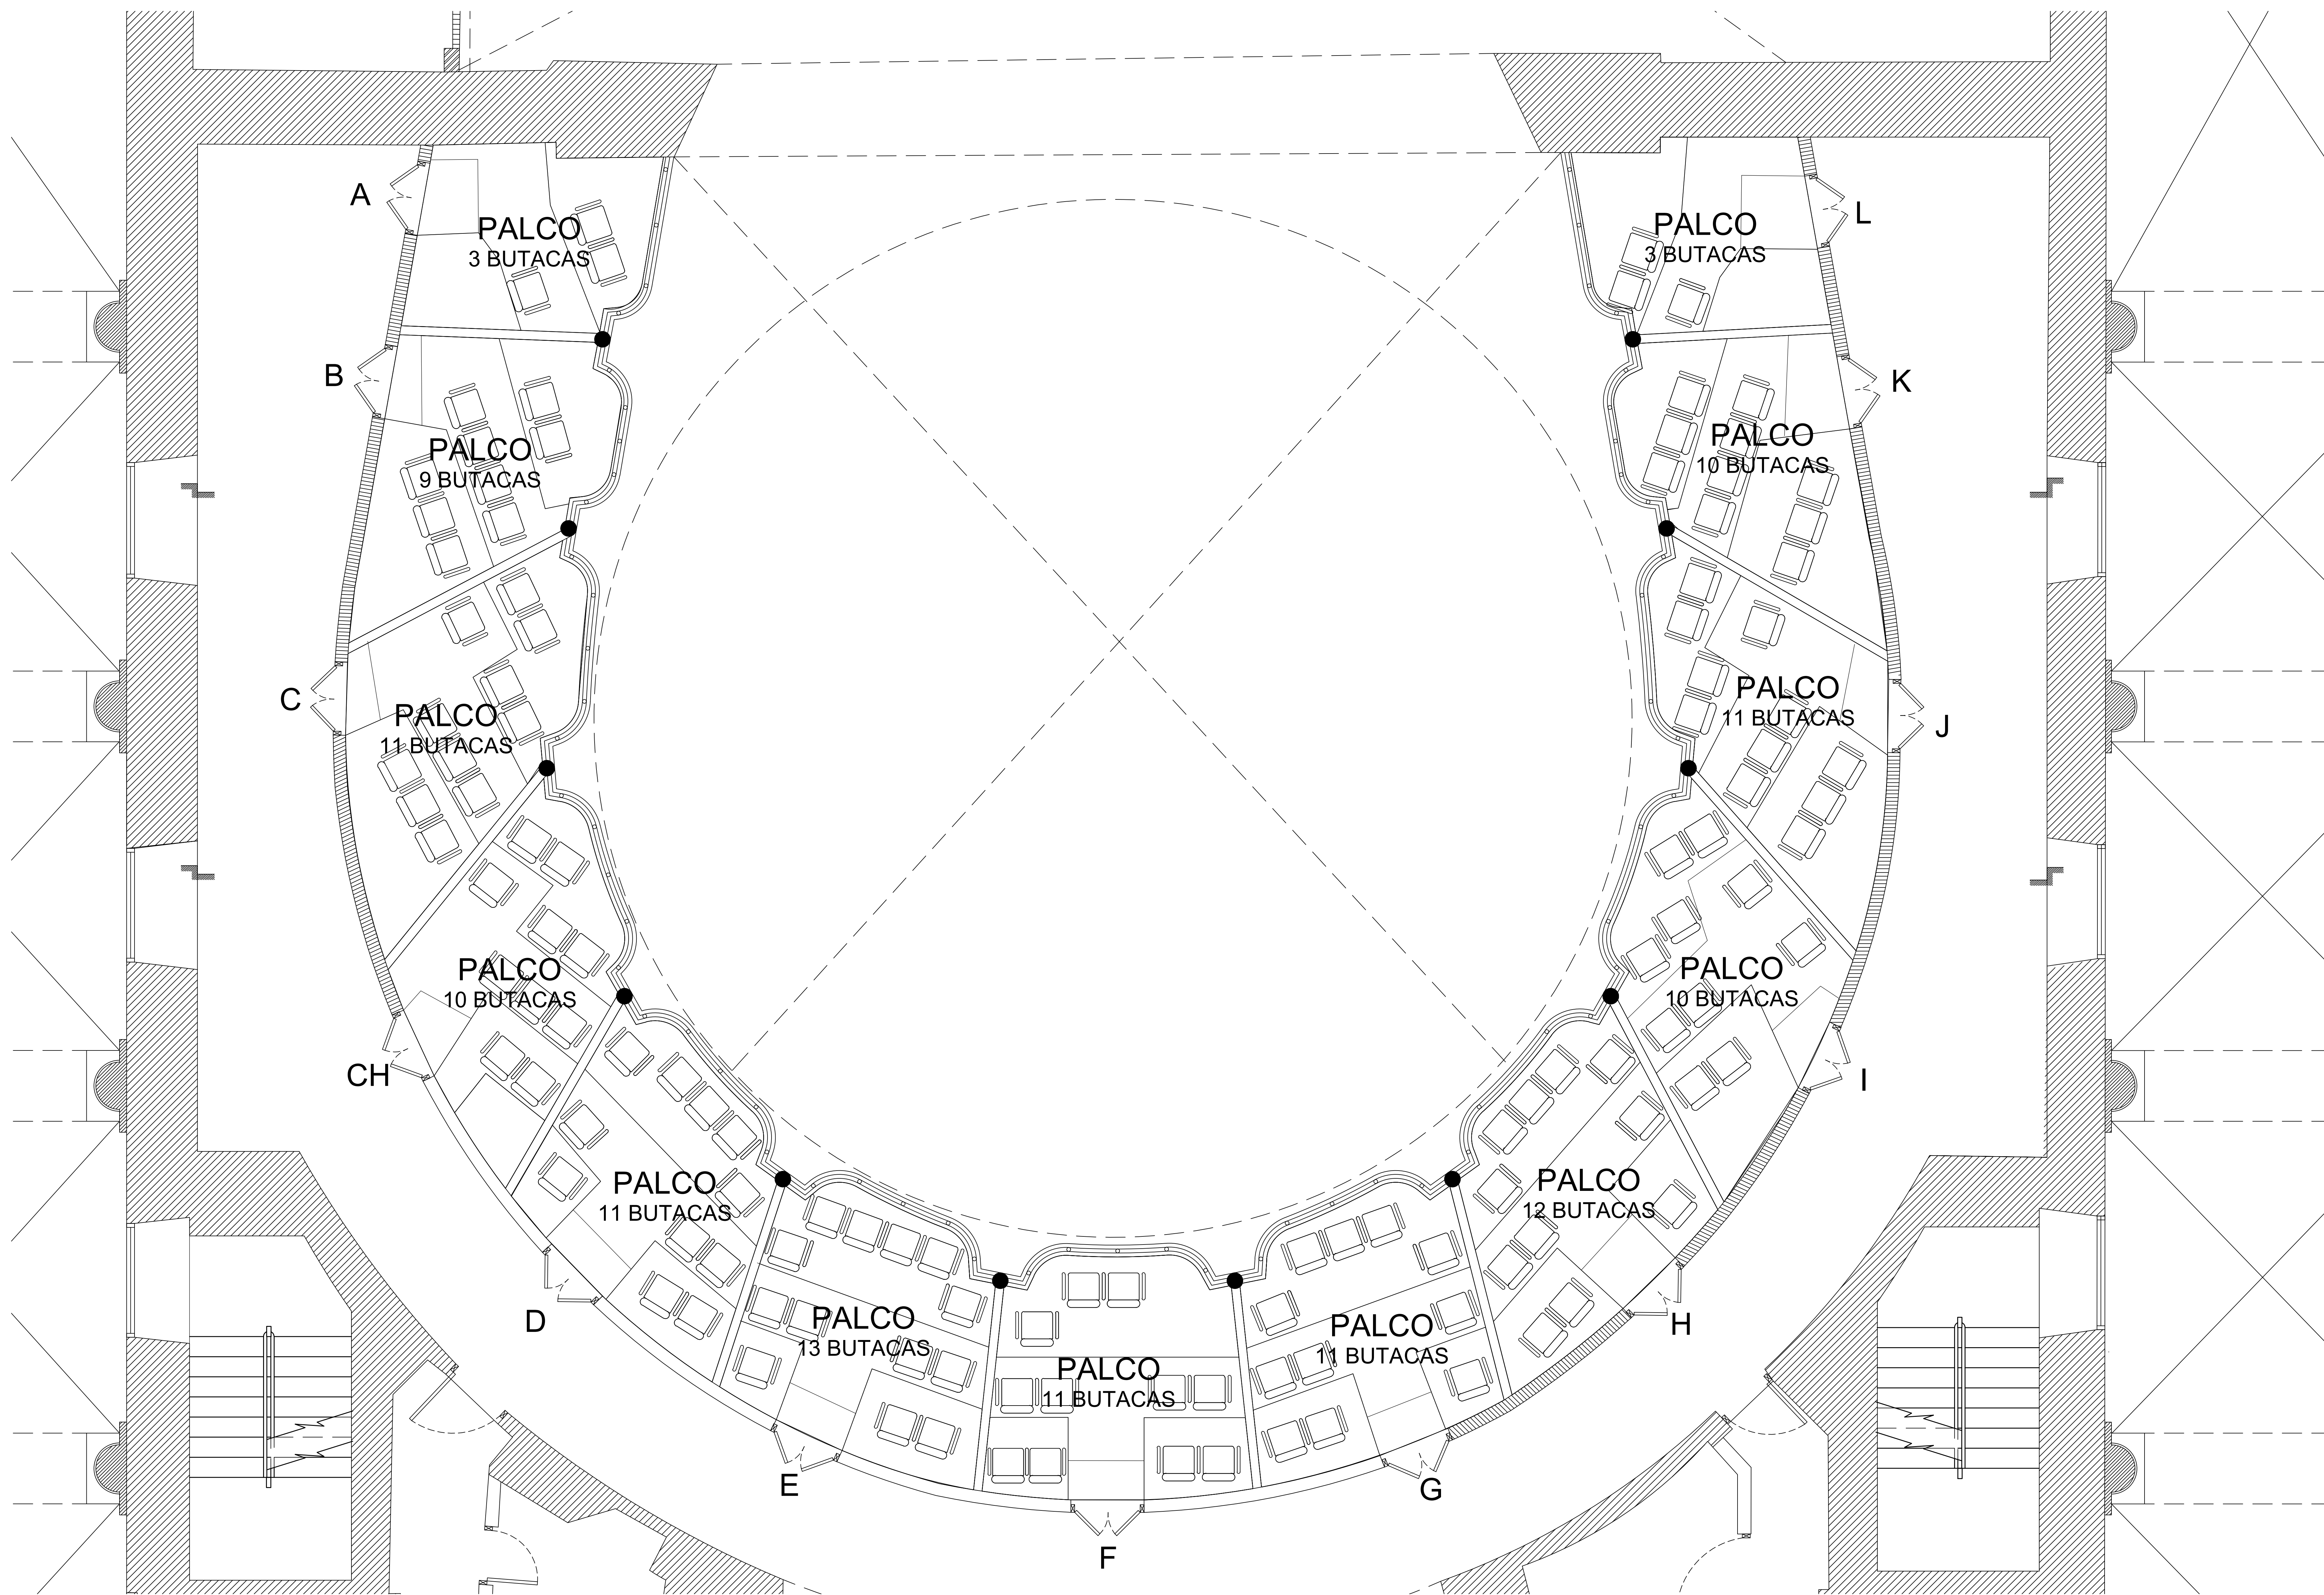 A
PALCO
3 BUTACAS
L
PALCO
3 BUTACAS
B
PALCO
9 BUTACAS
K
PALCO
10 BUTACAS
C
PALCO
11 BUTACAS
J
PALCO
11 BUTACAS
CH
PALCO
10 BUTACAS
I
PALCO
10 BUTACAS
D
PALCO
11 BUTACAS
H
PALCO
12 BUTACAS
E
PALCO
13 BUTACAS
G
PALCO
11 BUTACAS
F
PALCO
11 BUTACAS